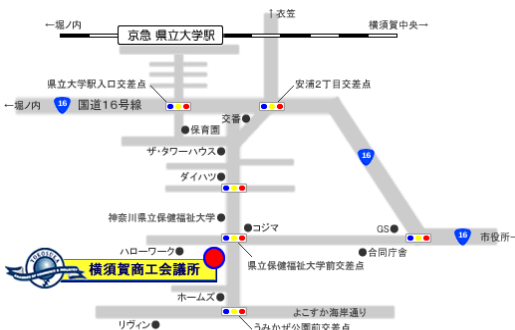 ↑衣笠
←堀ノ内
横須賀中央→
京急 県立大学駅
県立大学駅入口交差点
安浦2丁目交差点
←堀ノ内
16
国道16号線
交番
保育園
ザ・タワーハウス
16
ダイハツ
神奈川県立保健福祉大学
コジマ
GS
16
市役所→
ハローワーク
合同庁舎
YOKOSUKA
横須賀商工会議所
県立保健福祉大学前交差点
ホームズ
よこすか海岸通り
リヴィン
うみかぜ公園前交差点